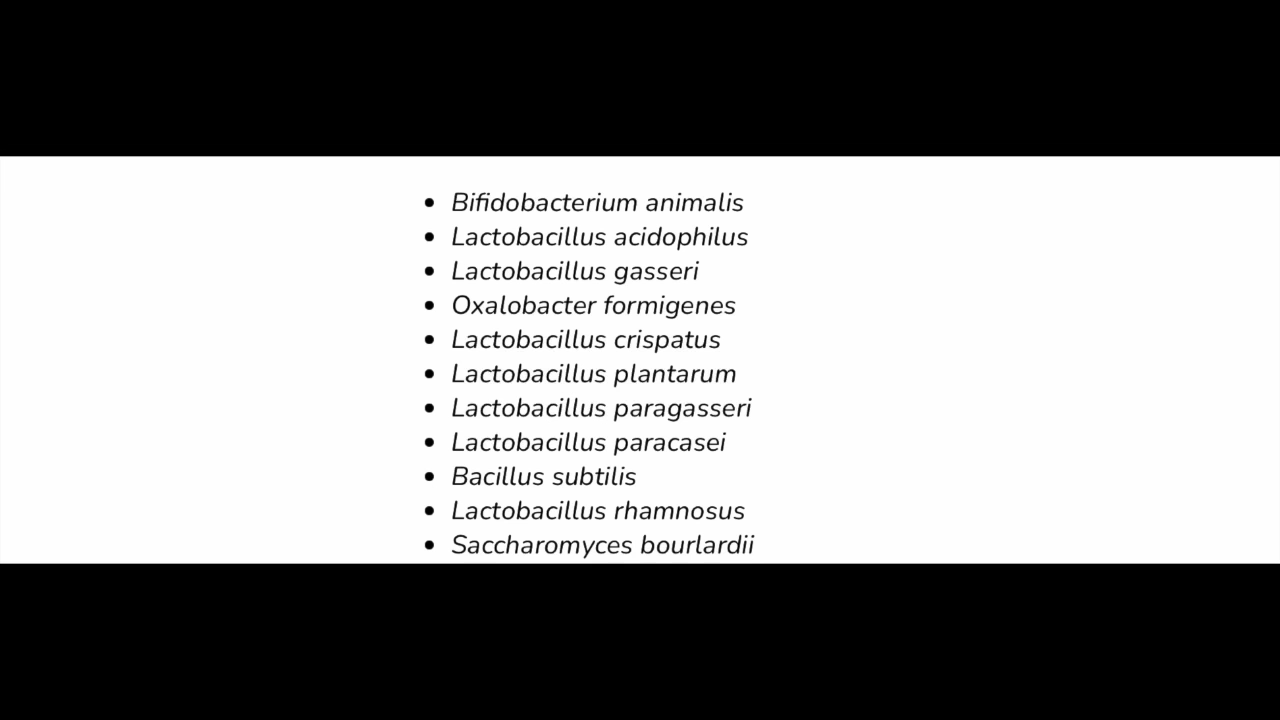 • Bifidobacterium animalis
• Lactobacillus acidophilus
• Lactobacillus gasseri
• Oxalobacter formigenes
• Lactobacillus crispatus
• Lactobacillus plantarum
• Lactobacillus paragasseri
• Lactobacillus paracasei
• Bacillus subtilis
• Lactobacillus rhamnosus
• Saccharomyces bourlardii